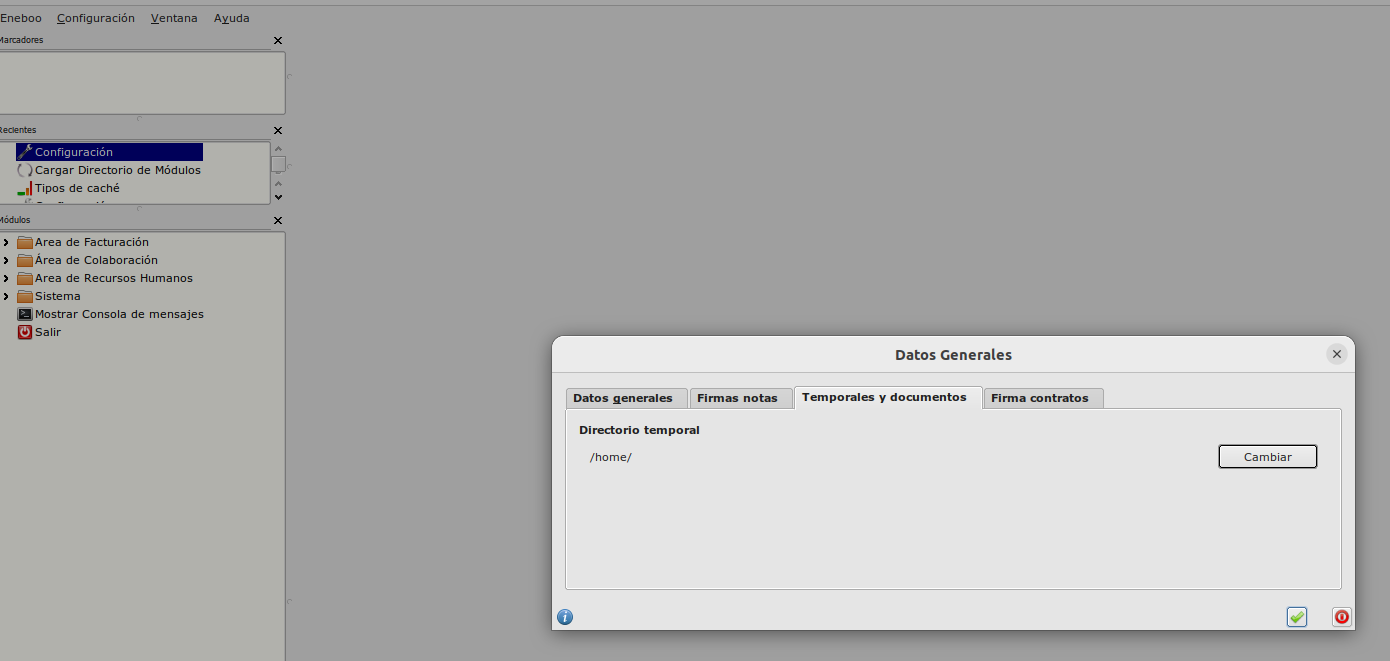 Eneboo Configuración Ventana Ayuda
Marcadores
Recientes
Configuración
Cargar Directorio de Módulos
Tipos de caché
Módulos
Area de Facturación
Área de Colaboración
Area de Recursos Humanos
Sistema
Mostrar Consola de mensajes
Salir
Datos Generales
Datos generales Firmas notas Temporales y documentos Firma contratos
Directorio temporal
/home/ Cambiar